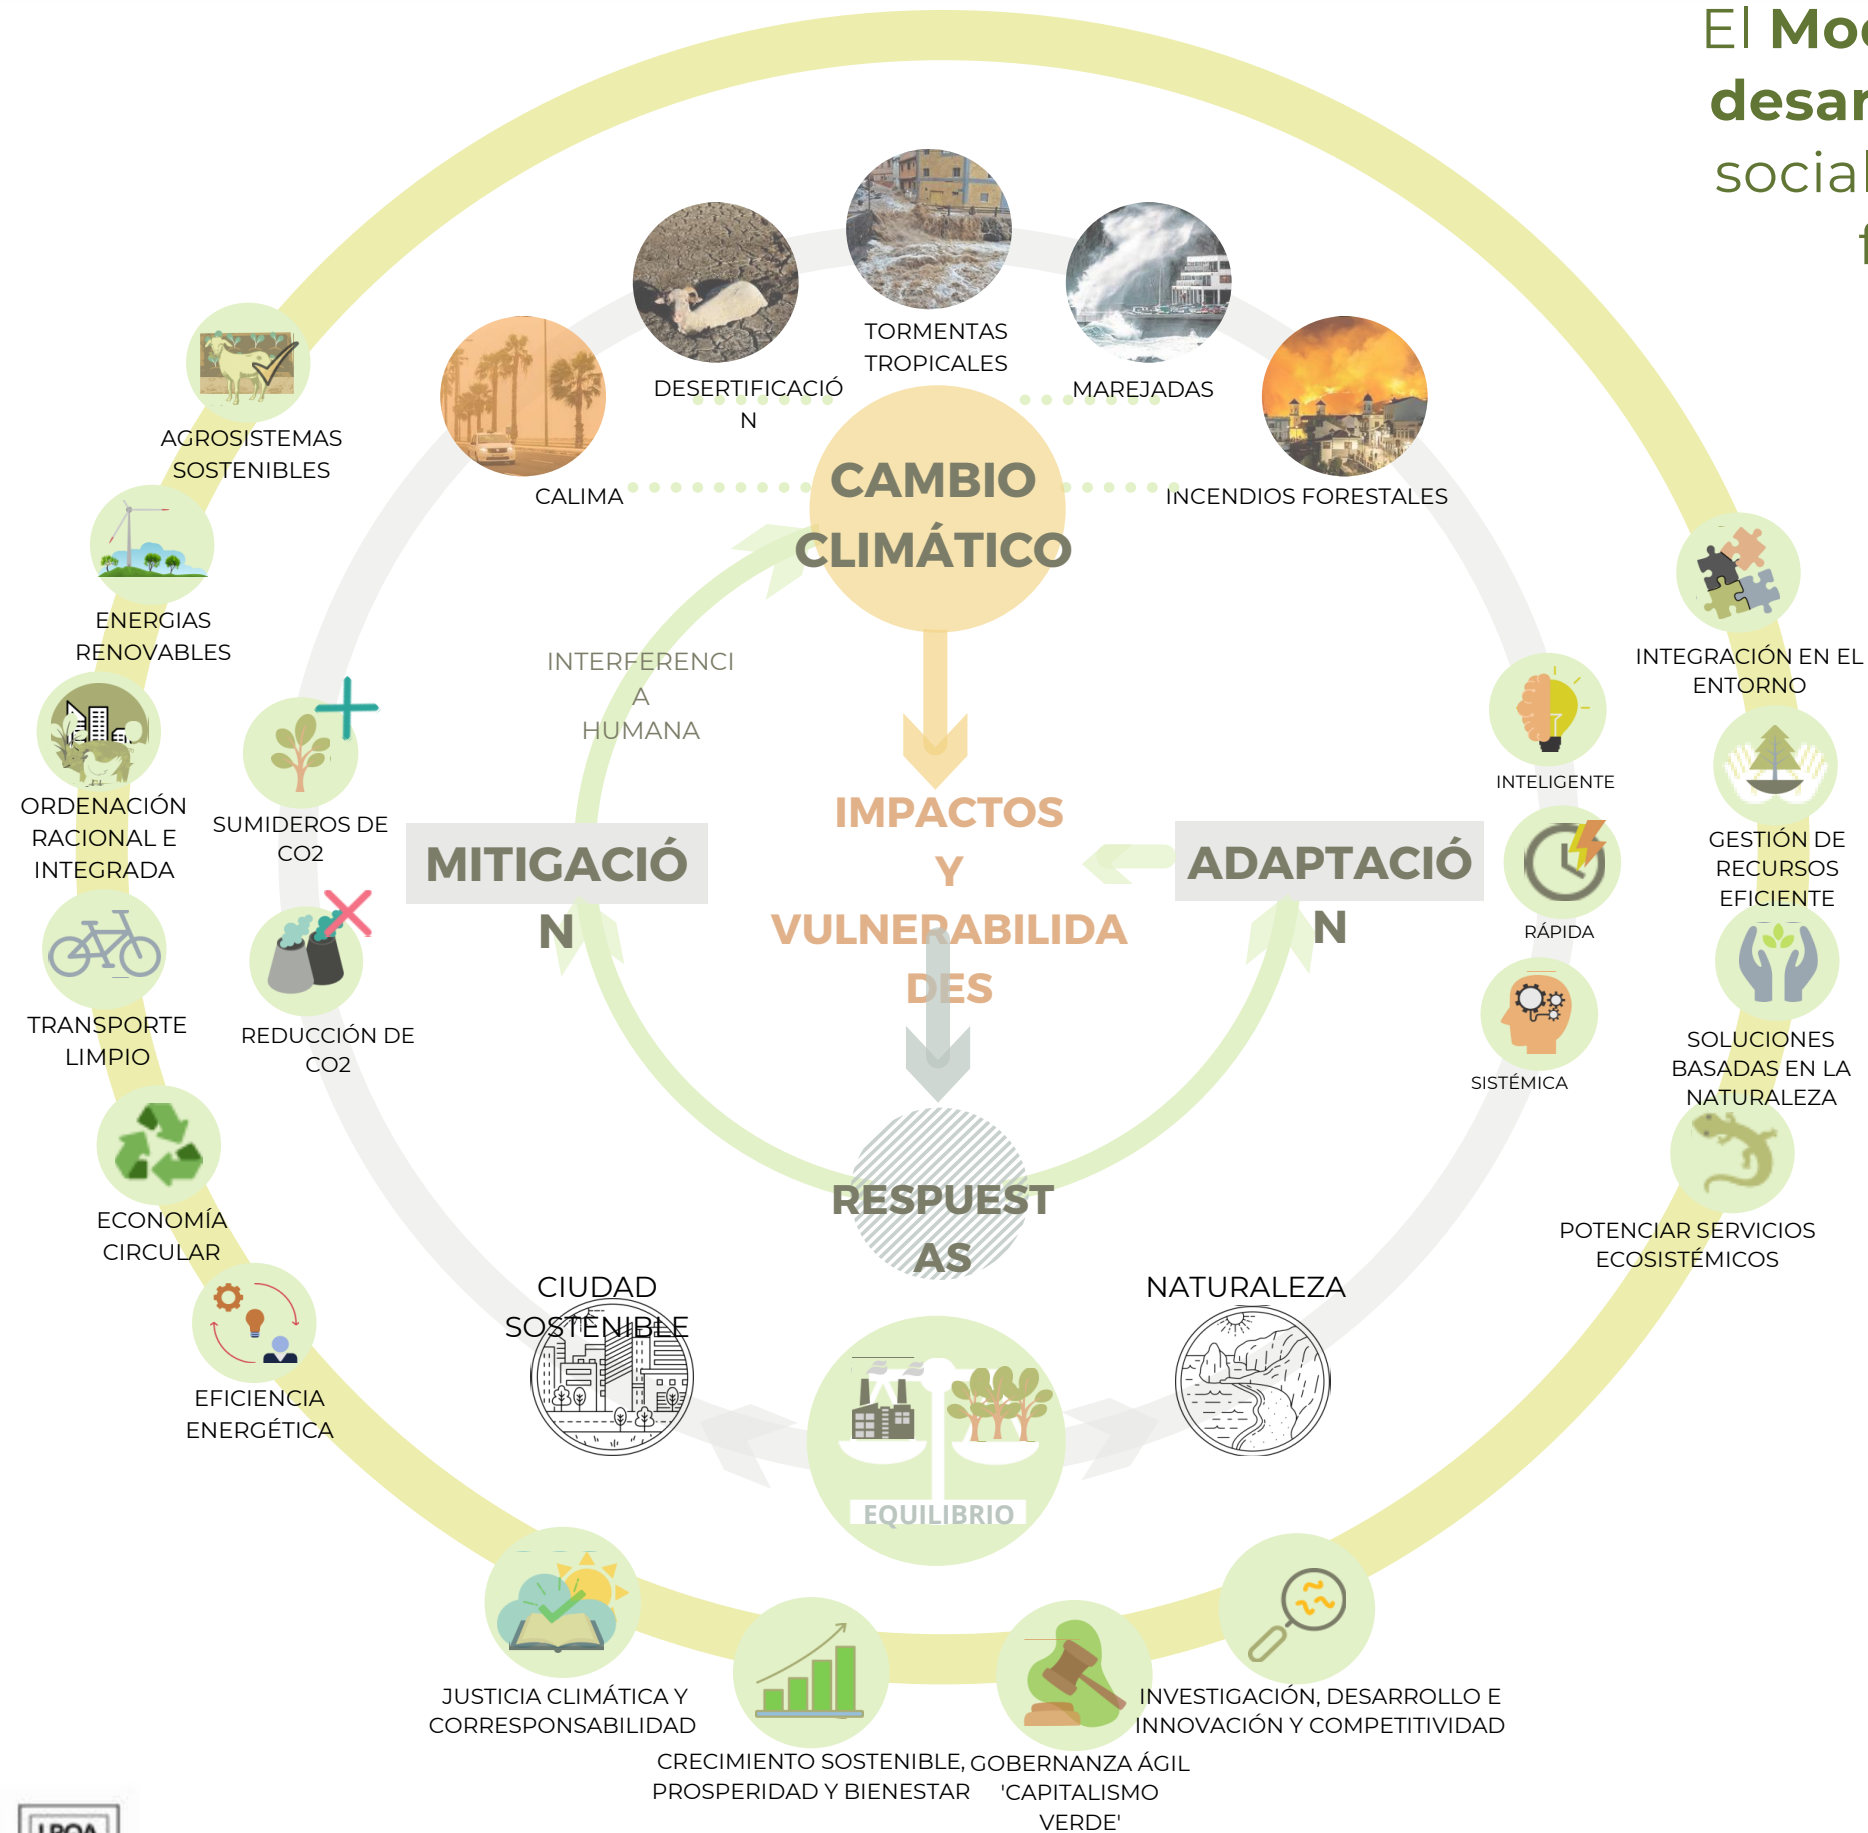 El
social
TORMENTAS
TROPICALES
DESERTIFICACIÓ
N
MAREJADAS
CALIMA
INCENDIOS FORESTALES
CAMBIO
CLIMÁTICO
AGROSISTEMAS
SOSTENIBLES
ENERGIAS
RENOVABLES
ORDENACIÓN
RACIONAL E
INTEGRADA
TRANSPORTE
LIMPIO
ECONOMÍA
CIRCULAR
EFICIENCIA
ENERGÉTICA
SUMIDEROS DE
CO2
REDUCCIÓN DE
CO2
INTERFERENCI
A
HUMANA
MITIGACIÓ
N
IMPACTOS
Y
VULNERABILIDA
DES
ADAPTACIÓ
N
INTELIGENTE
RÁPIDA
SISTÉMICA
INTEGRACIÓN EN EL
ENTORNO
GESTIÓN DE
RECURSOS
EFICIENTE
SOLUCIONES
BASADAS EN LA
NATURALEZA
POTENCIAR SERVICIOS
ECOSISTÉMICOS
RESPUEST
AS
CIUDAD
SOSTENIBLE
NATURALEZA
EQUILIBRIO
JUSTICIA CLIMÁTICA Y
CORRESPONSABILIDAD
CRECIMIENTO SOSTENIBLE,
PROSPERIDAD Y BIENESTAR
GOBERNANZA ÁGIL
'CAPITALISMO
VERDE'
INVESTIGACIÓN, DESARROLLO E
INNOVACIÓN Y COMPETITIVIDAD